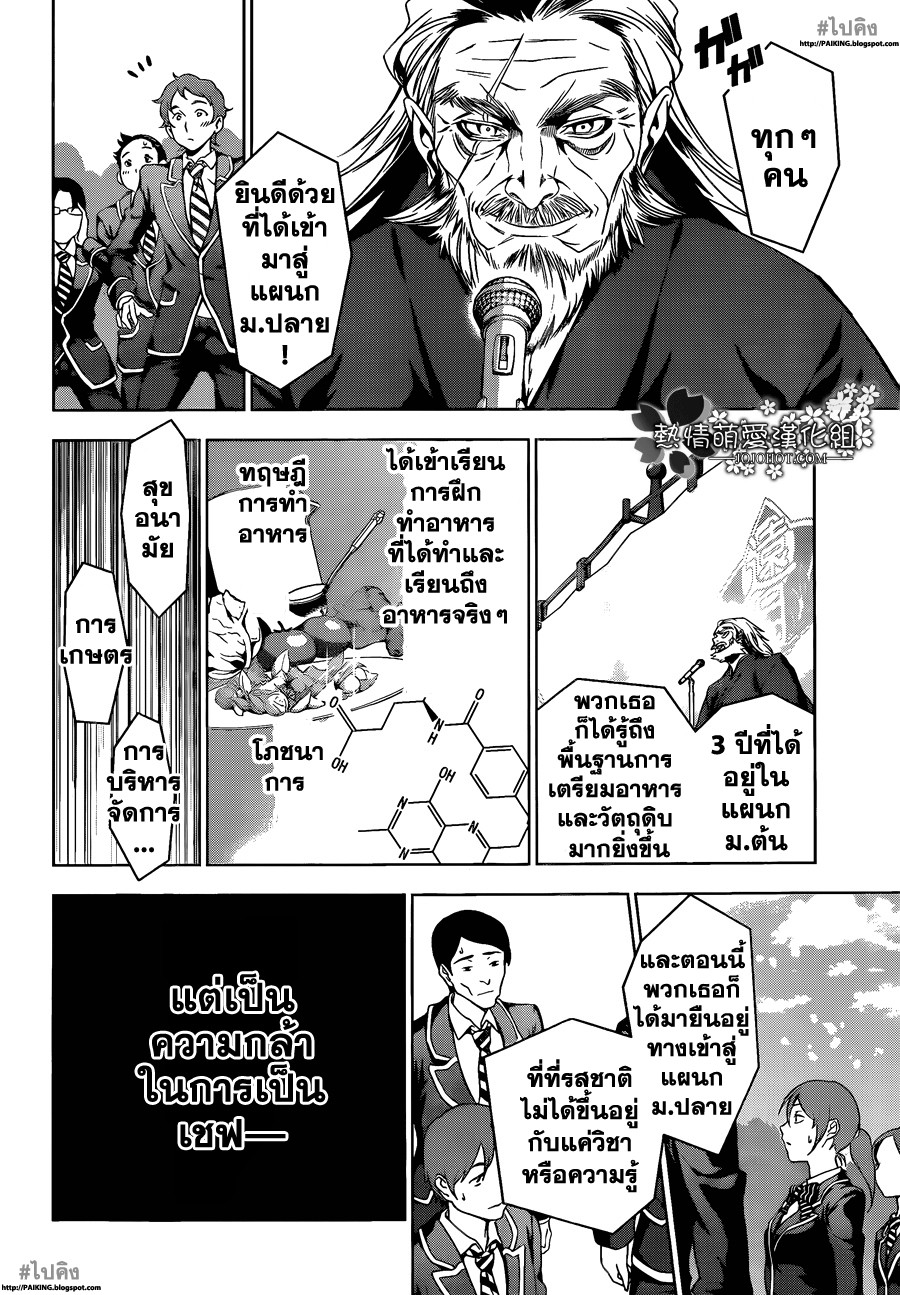 #ไปคิง
http://PAIKING.blogspot.com
ガガ
ทุกๆ
คน
ยินดีด้วย
ที่ได้เข้า
มาสู่
แผนก
ม.ปลาย
!
熱情萌愛漢化組
JOJOHOT.COM
3 ปีที่ได้
อยู่ใน
แผนก
ม.ต้น
พวกเธอ
ก็ได้รู้ถึง
พื้นฐานการ
เตรียมอาหาร
และวัตถุดิบ
มากยิ่งขึ้น
ได้เข้าเรียน
การฝึก
ทำอาหาร
ที่ได้ทำและ
เรียนถึง
อาหารจริงๆ
ทฤษฎี
การทำ
อาหาร
โภชนา
การ
O
OH
O
N
H
OH
N
N
N
สุข
อนา
มัย
การ
เกษตร
การ
บริหาร
จัดการ
...
และตอนนี้
พวกเธอก็
ได้มายืนอยู่
ทางเข้าสู่
แผนก
ม.ปลาย
ที่ที่รสชาติ
ไม่ได้ขึ้นอยู่
กับแค่วิชา
หรือความรู้
แต่เป็น
ความกล้า
ในการเป็น
เชฟ—
#ไปคิง
http://PAIKING.blogspot.com